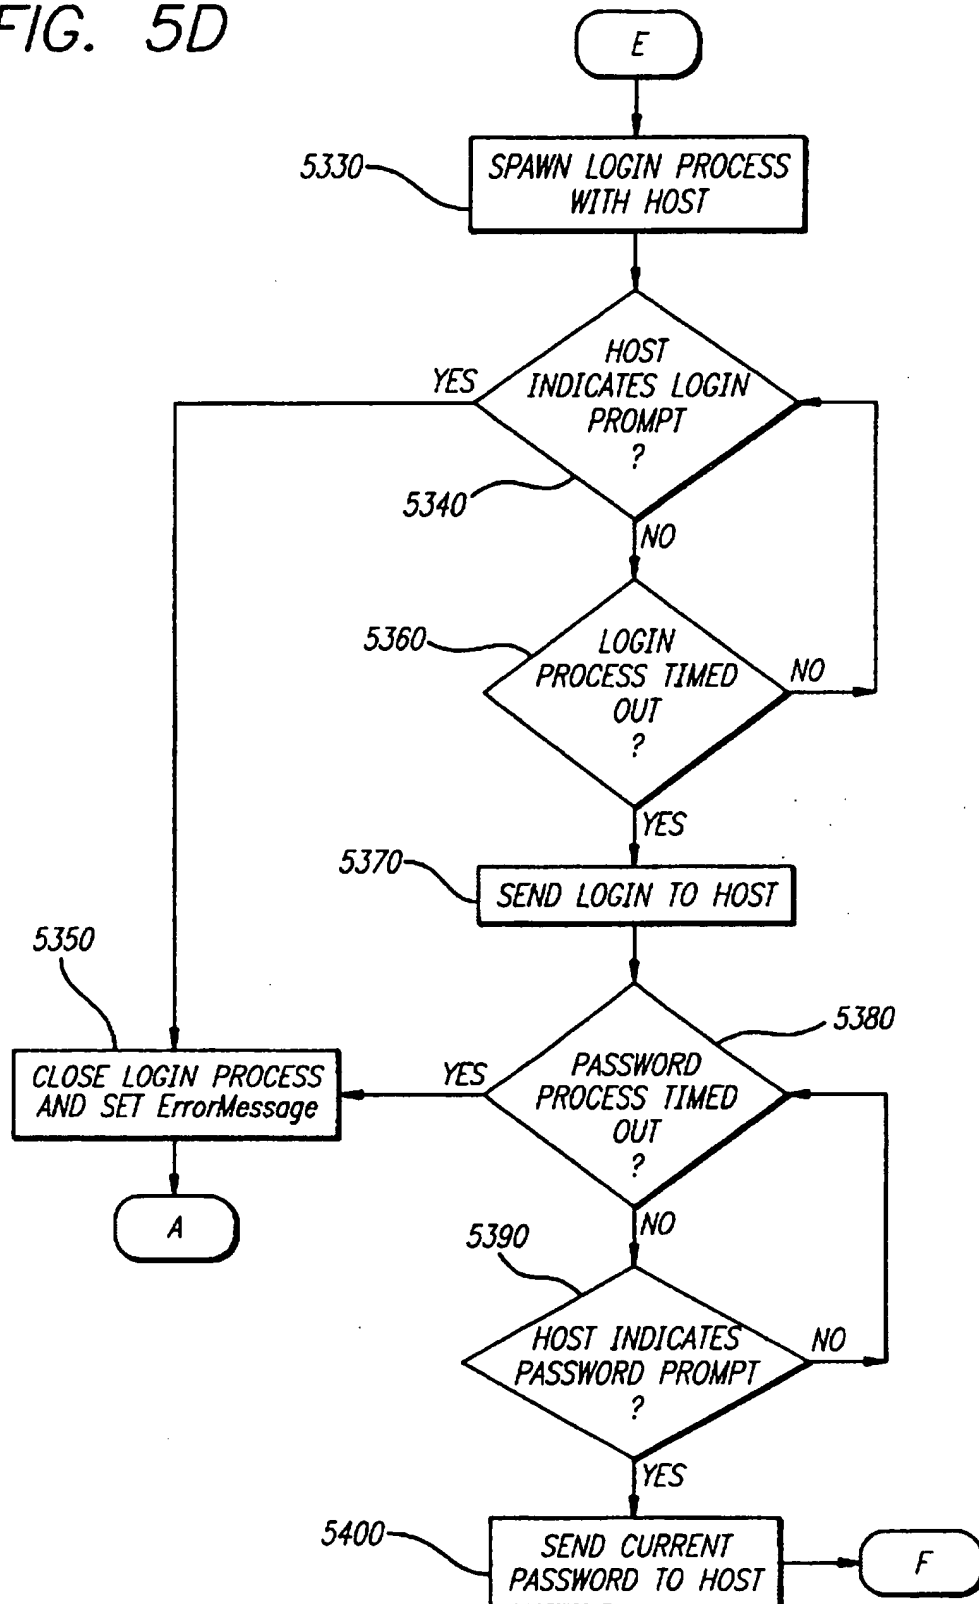 FIG. 5D
E
5330
SPAWN LOGIN PROCESS
WITH HOST
HOST
INDICATES LOGIN
PROMPT
?
YES
5340
NO
5360
LOGIN
PROCESS TIMED
OUT
?
NO
YES
5370
SEND LOGIN TO HOST
5350
CLOSE LOGIN PROCESS
AND SET ErrorMessage
A
5380
PASSWORD
PROCESS TIMED
OUT
?
YES
NO
5390
HOST INDICATES
PASSWORD PROMPT
?
NO
YES
5400
SEND CURRENT
PASSWORD TO HOST
F